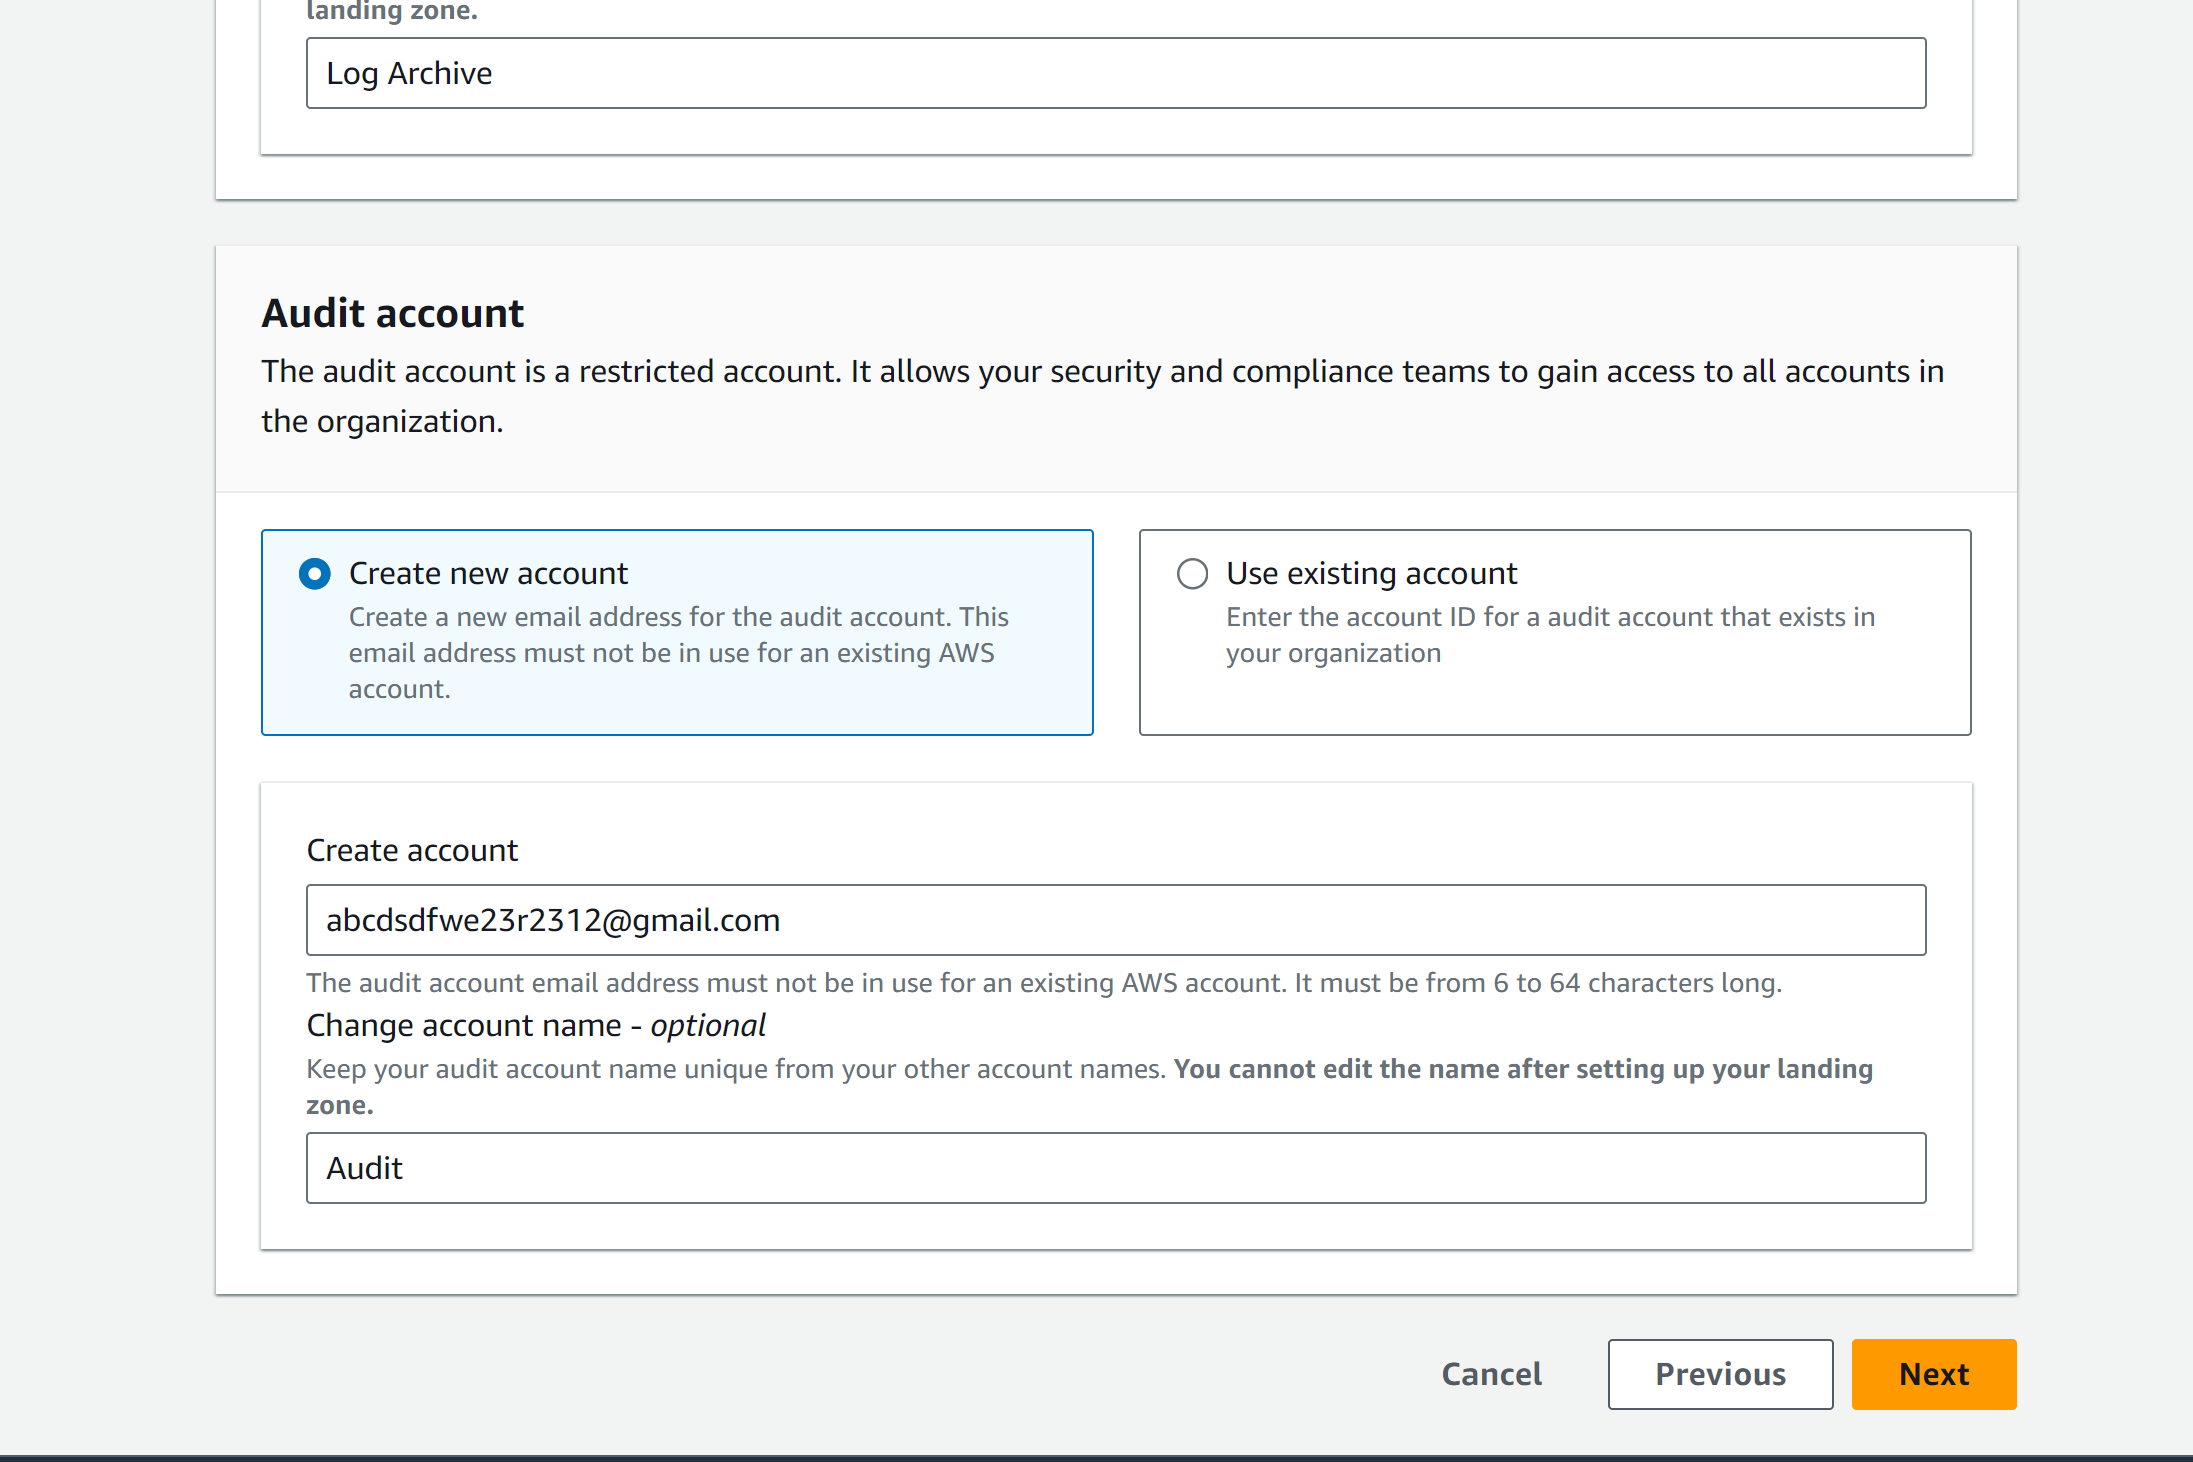 landing zone.
Log Archive
Audit account
The audit account is a restricted account. It allows your security and compliance teams to gain access to all accounts in
the organization.
Create new account
Create a new email address for the audit account. This
email address must not be in use for an existing AWS
account.
Use existing account
Enter the account ID for a audit account that exists in
your organization
Create account
abcdsdfwe23r2312@gmail.com
The audit account email address must not be in use for an existing AWS account. It must be from 6 to 64 characters long.
Change account name - optional
Keep your audit account name unique from your other account names. You cannot edit the name after setting up your landing
zone.
Audit
Cancel
Previous
Next